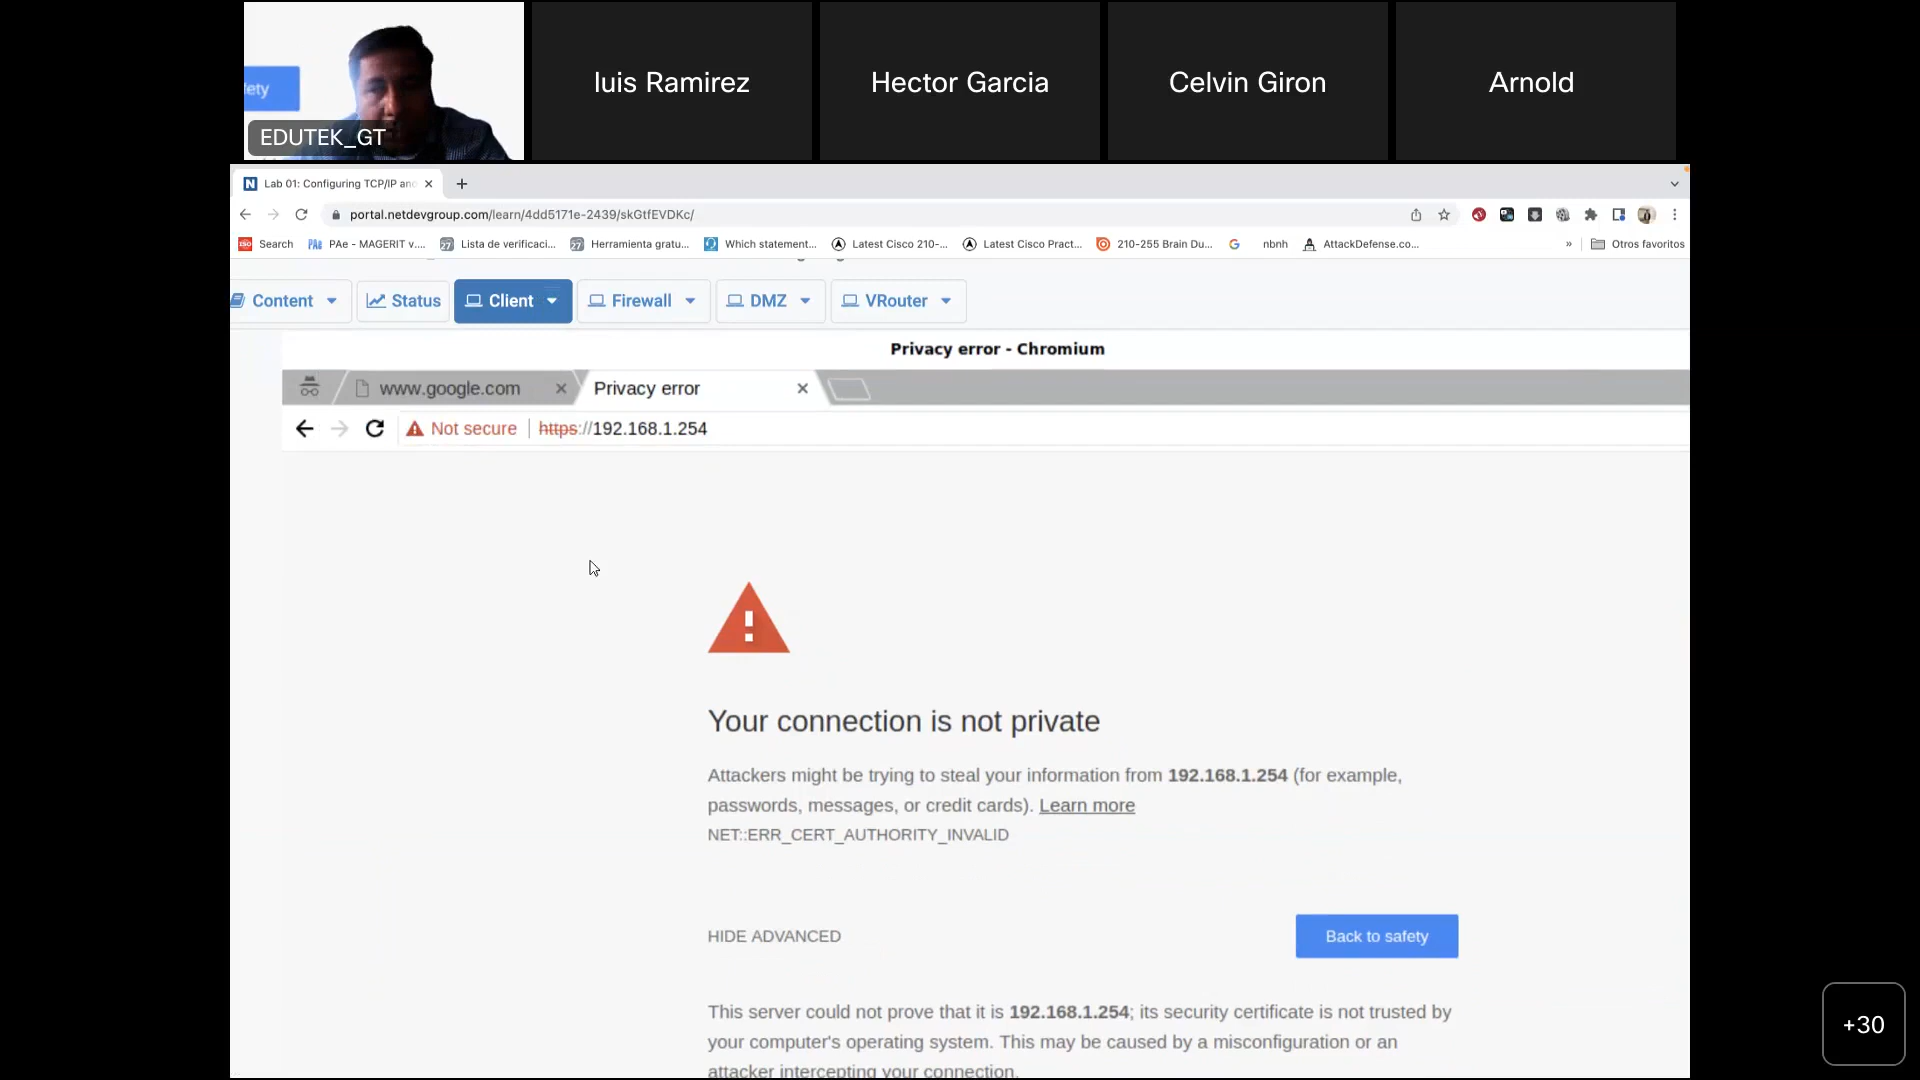 ety
EDUTEK_GT
luis Ramirez
Hector Garcia
Celvin Giron
Arnold
Lab 01: Configuring TCP/IP and
portal.netdevgroup.com/learn/4dd5171e-2439/skGtfEVDKc/
Search
PAe - MAGERIT v....
27 Lista de verificaci...
27 Herramienta gratu...
Which statement...
Latest Cisco 210-...
Latest Cisco Pract...
210-255 Brain Du...
nbnh
AttackDefense.co...
»
Otros favoritos
Content
Status
Client
Firewall
DMZ
VRouter
Privacy error - Chromium
www.google.com
Privacy error
Not secure
https://192.168.1.254
Your connection is not private
Attackers might be trying to steal your information from 192.168.1.254 (for example,
passwords, messages, or credit cards). Learn more
NET::ERR_CERT_AUTHORITY_INVALID
HIDE ADVANCED
Back to safety
This server could not prove that it is 192.168.1.254; its security certificate is not trusted by
your computer's operating system. This may be caused by a misconfiguration or an
attacker intercepting your connection.
+30